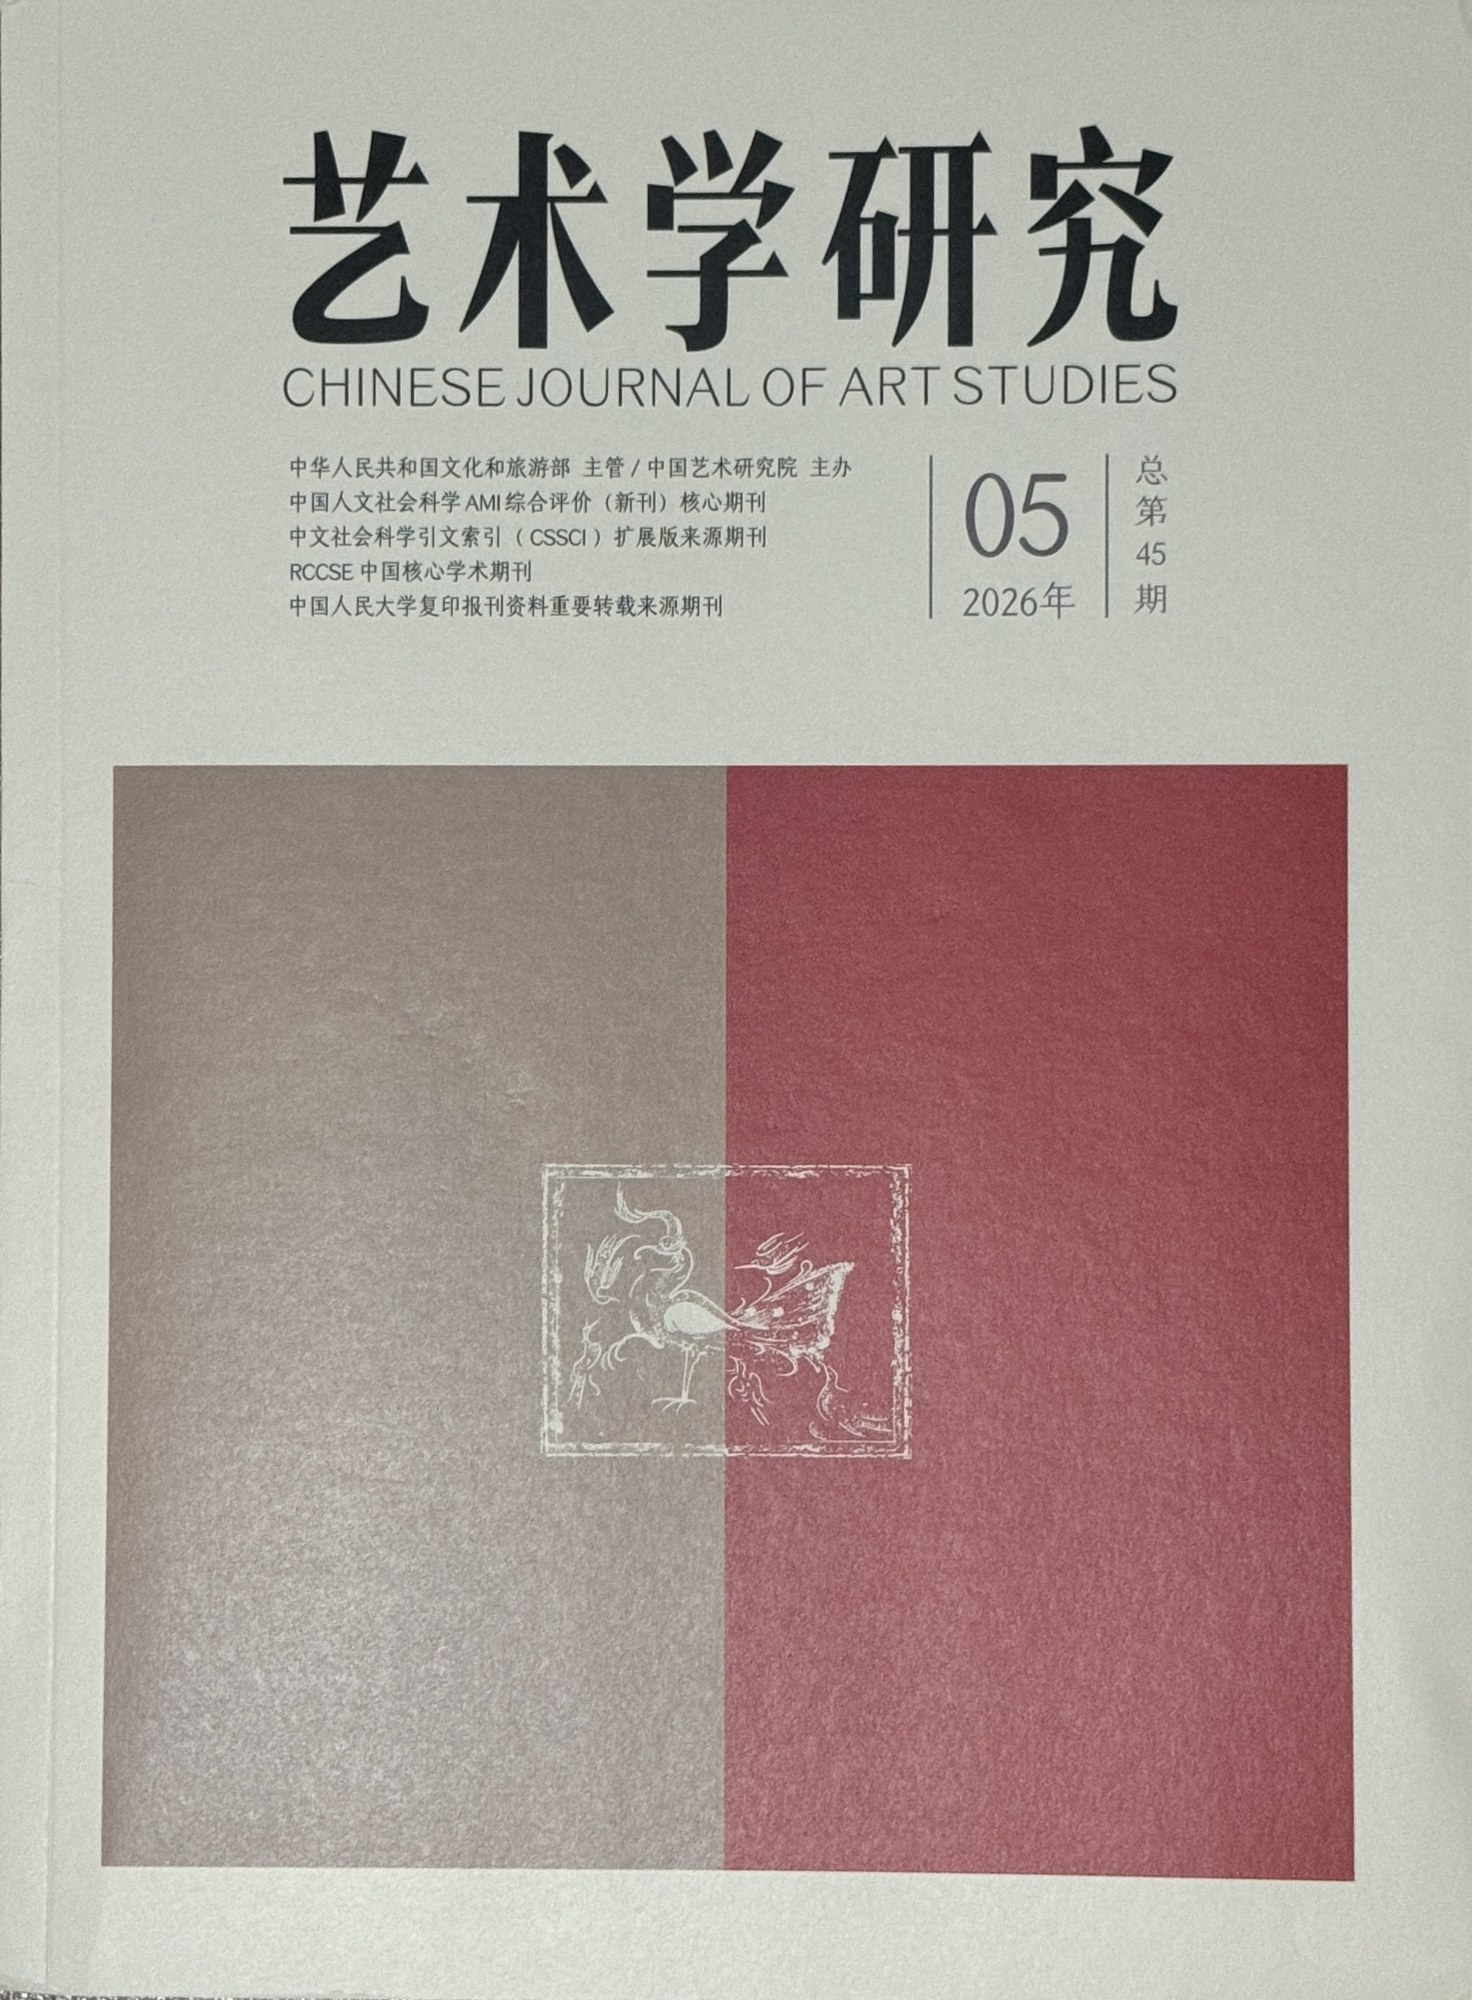 艺术学研究
CHINESE JOURNAL OF ART STUDIES
中华人民共和国文化和旅游部 主管 / 中国艺术研究院 主办
中国人文社会科学 AMI 综合评价（新刊）核心期刊
中文社会科学引文索引（CSSCI）扩展版来源期刊
RCCSE 中国核心学术期刊
中国人民大学复印报刊资料重要转载来源期刊
05
2026年
总
第
45
期